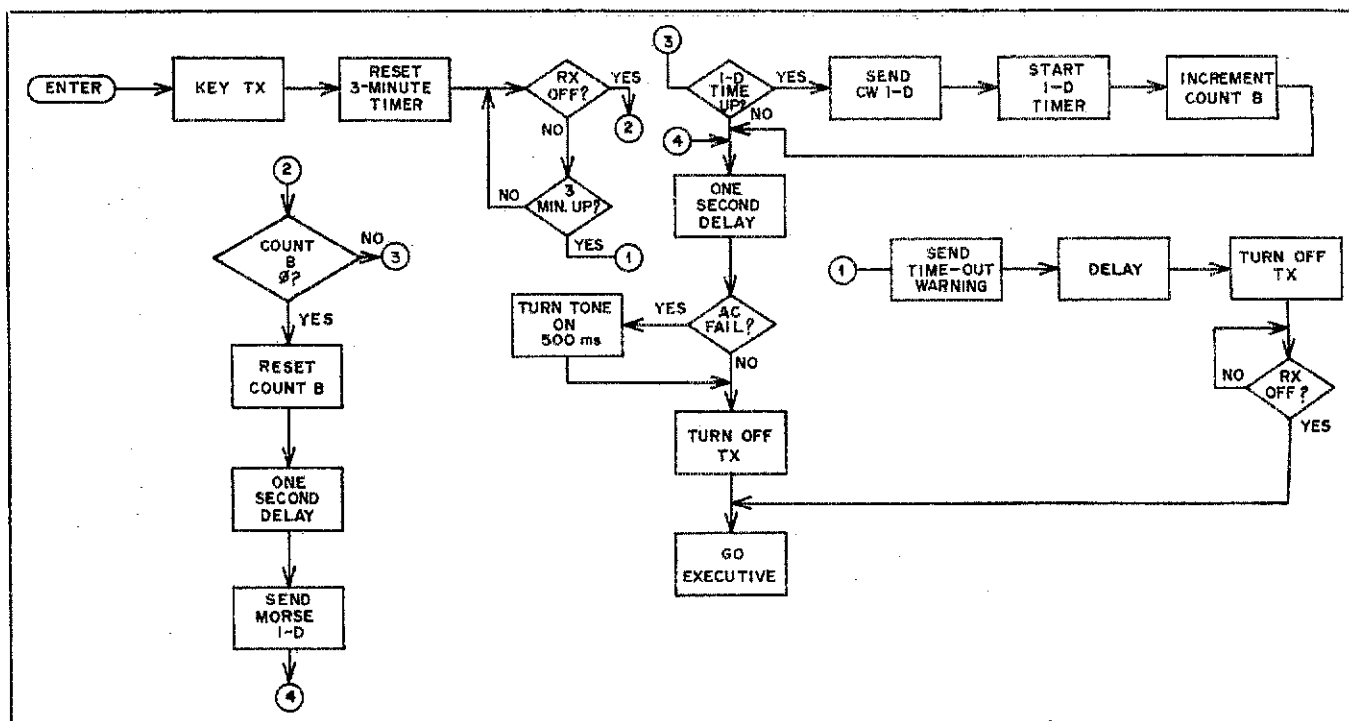 ENTER
KEY TX
RESET
3-MINUTE
TIMER
RX
OFF?
YES
2
NO
3
MIN. UP?
NO
YES
1
3
I-D
TIME
UP?
YES
NO
SEND
CW I-D
START
I-D
TIMER
INCREMENT
COUNT B
4
ONE
SECOND
DELAY
AC
FAIL?
YES
NO
TURN TONE
ON
500 ms
TURN OFF
TX
GO
EXECUTIVE
2
COUNT
B
Ø?
NO
3
YES
RESET
COUNT B
ONE
SECOND
DELAY
SEND
MORSE
I-D
4
1
SEND
TIME-OUT
WARNING
DELAY
TURN OFF
TX
RX
OFF?
NO
YES